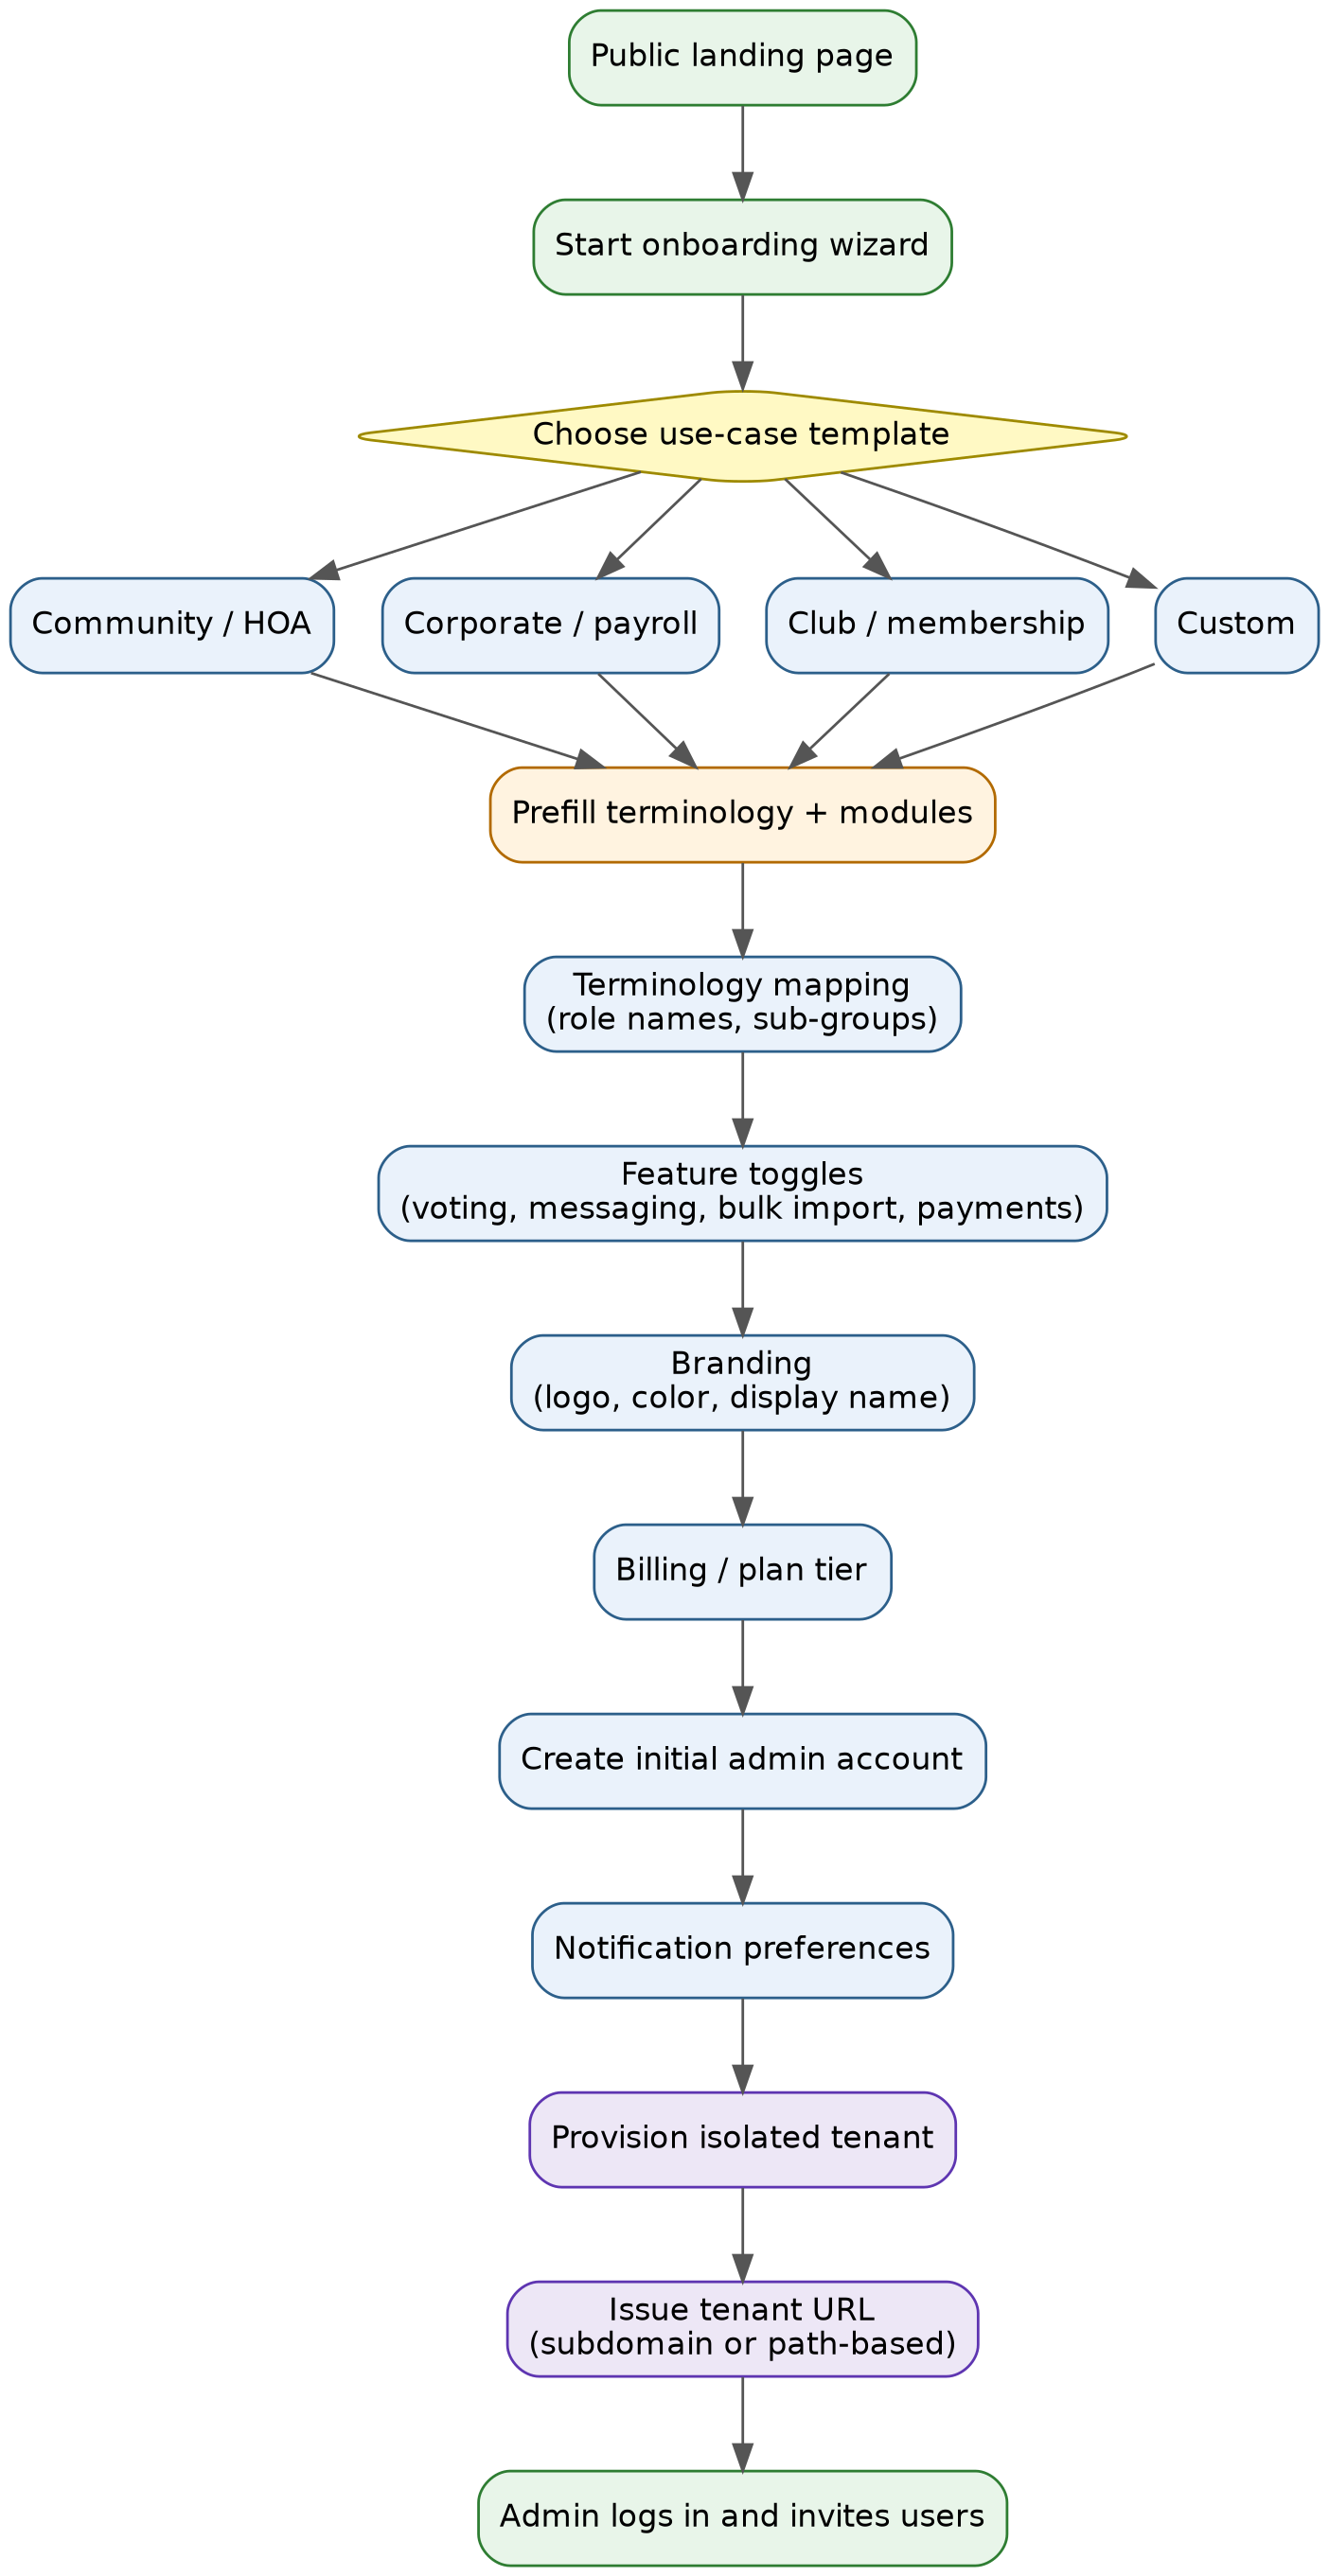 Public landing page
Start onboarding wizard
Choose use-case template
Community / HOA
Corporate / payroll
Club / membership
Custom
Prefill terminology + modules
Terminology mapping
(role names, sub-groups)
Feature toggles
(voting, messaging, bulk import, payments)
Branding
(logo, color, display name)
Billing / plan tier
Create initial admin account
Notification preferences
Provision isolated tenant
Issue tenant URL
(subdomain or path-based)
Admin logs in and invites users